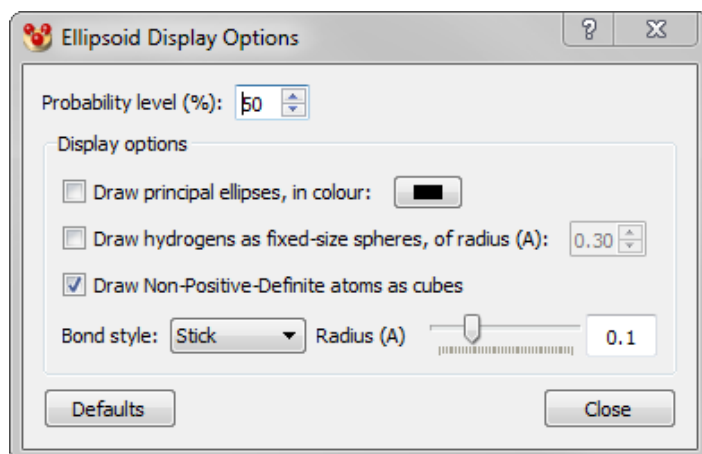 Ellipsoid Display Options
Probability level (%): 50
Display options
Draw principal ellipses, in colour:
Draw hydrogens as fixed-size spheres, of radius (A): 0.30
Draw Non-Positive-Definite atoms as cubes
Bond style: Stick Radius (A) 0.1
Defaults Close